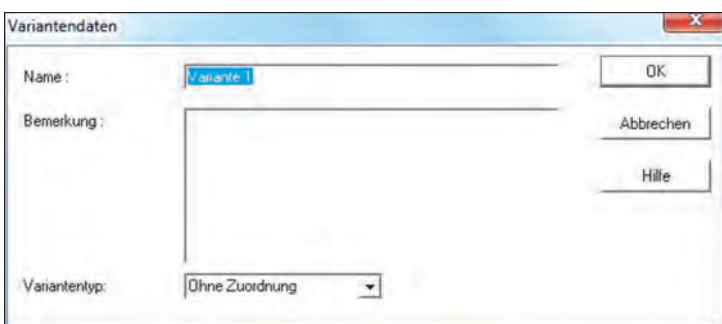 Variantendaten
Name : Variante 1 OK
Bemerkung : Abbrechen
Hilfe
Variantentyp: Ohne Zuordnung